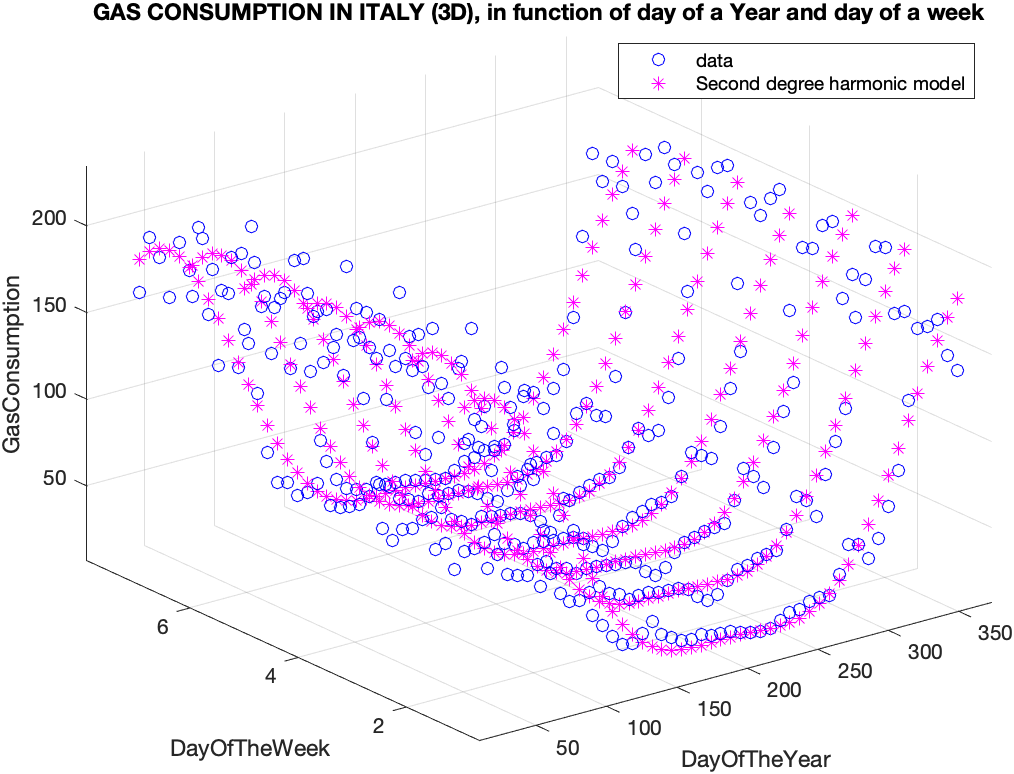 GAS CONSUMPTION IN ITALY (3D), in function of day of a Year and day of a week
data
Second degree harmonic model
200
150
100
50
GasConsumption
6
4
2
DayOfTheWeek
50
100
150
200
250
300
350
DayOfTheYear